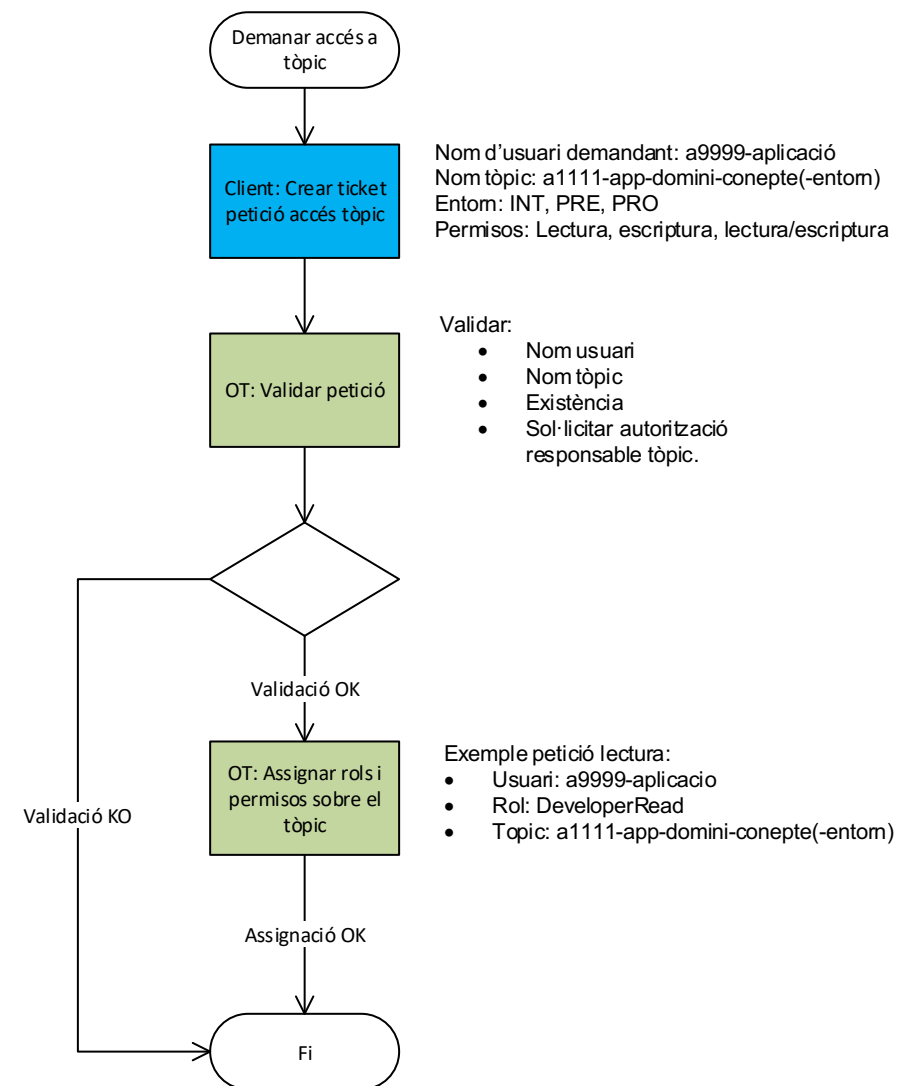 Demanar accés a
tòpic
Client: Crear ticket
petició accés tòpic
Nom d'usuari demandant: a9999-aplicació
Nom tòpic: a1111-app-domini-conepte(-entorn)
Entorn: INT, PRE, PRO
Permisos: Lectura, escriptura, lectura/escriptura
OT: Validar petició
Validar:
• Nom usuari
• Nom tòpic
• Existència
• Sol·licitar autorització
responsable tòpic.
Validació OK
OT: Assignar rols i
permisos sobre el
tòpic
Exemple petició lectura:
• Usuari: a9999-aplicacio
• Rol: DeveloperRead
• Topic: a1111-app-domini-conepte(-entorn)
Validació KO
Assignació OK
Fi